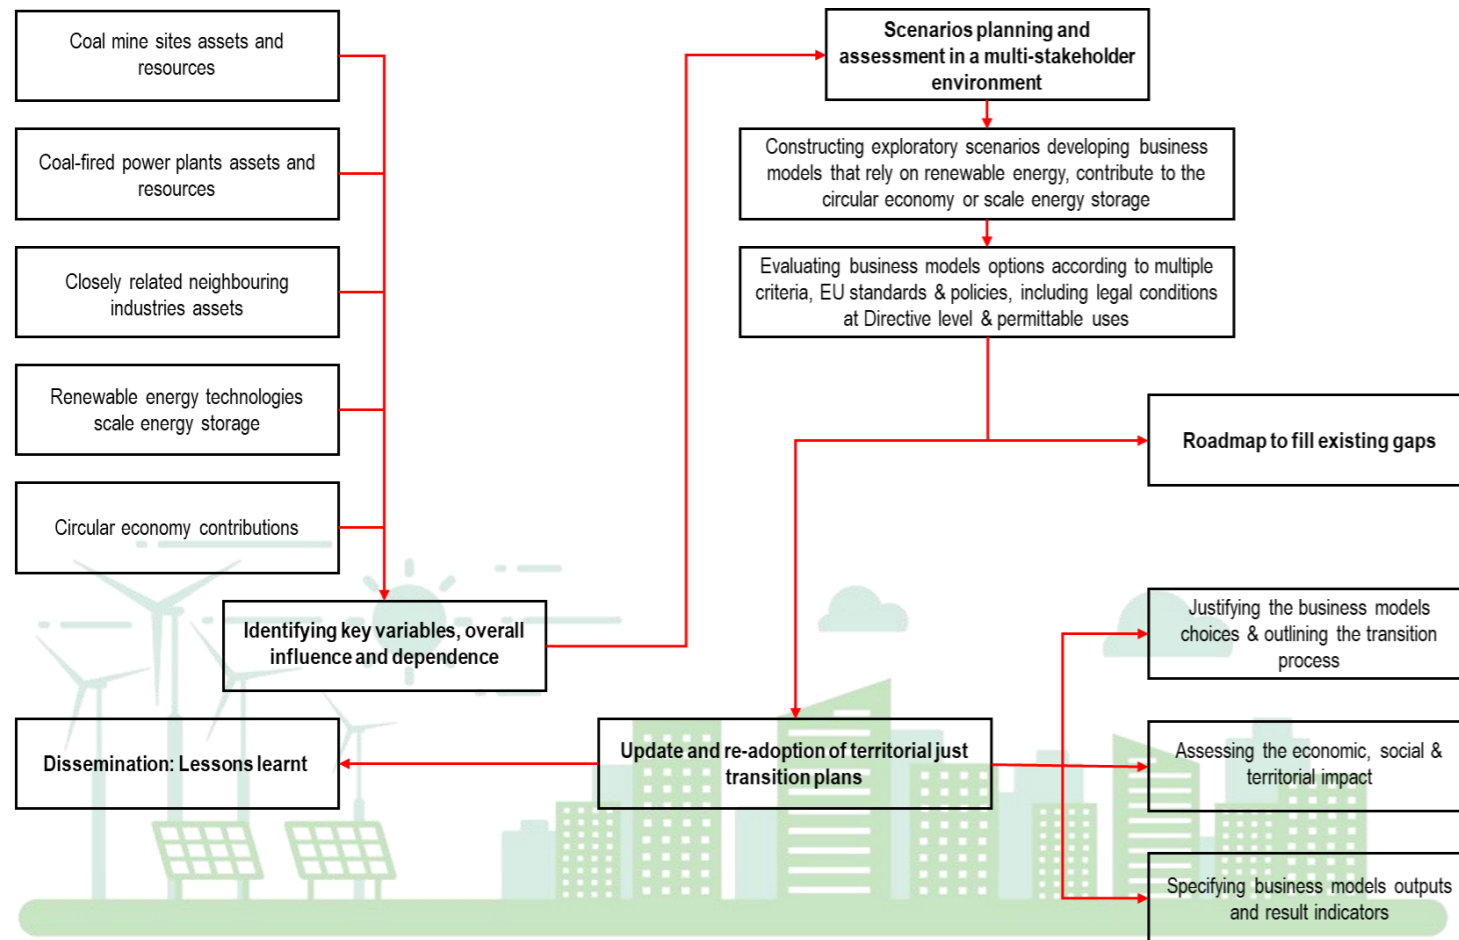 Coal mine sites assets and
resources
Coal-fired power plants assets and
resources
Closely related neighbouring
industries assets
Renewable energy technologies
scale energy storage
Circular economy contributions
Identifying key variables, overall
influence and dependence
Scenarios planning and
assessment in a multi-stakeholder
environment
Constructing exploratory scenarios developing business
models that rely on renewable energy, contribute to the
circular economy or scale energy storage
Evaluating business models options according to multiple
criteria, EU standards & policies, including legal conditions
at Directive level & permittable uses
Roadmap to fill existing gaps
Update and re-adoption of territorial just
transition plans
Dissemination: Lessons learnt
Justifying the business models
choices & outlining the transition
process
Assessing the economic, social &
territorial impact
Specifying business models outputs
and result indicators